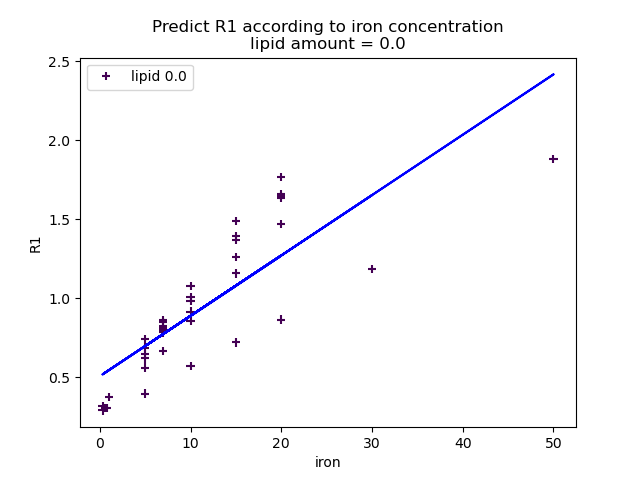 Predict R1 according to iron concentration
lipid amount = 0.0
lipid 0.0
2.5
2.0
1.5
1.0
0.5
R1
0 10 20 30 40 50
iron